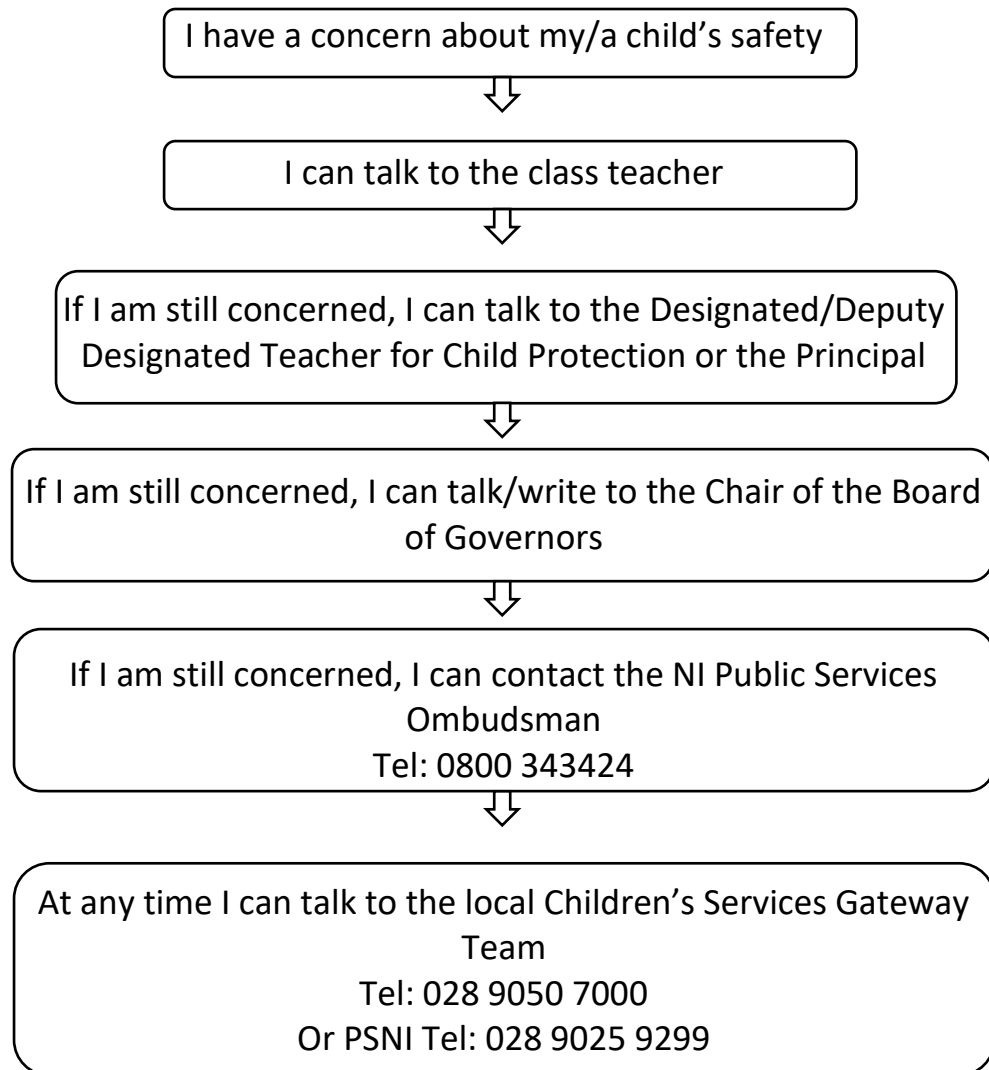 I have a concern about my/a child’s safety
I can talk to the class teacher
If I am still concerned, I can talk to the Designated/Deputy
Designated Teacher for Child Protection or the Principal
If I am still concerned, I can talk/write to the Chair of the Board
of Governors
If I am still concerned, I can contact the NI Public Services
Ombudsman
Tel: 0800 343424
At any time I can talk to the local Children’s Services Gateway
Team
Tel: 028 9050 7000
Or PSNI Tel: 028 9025 9299